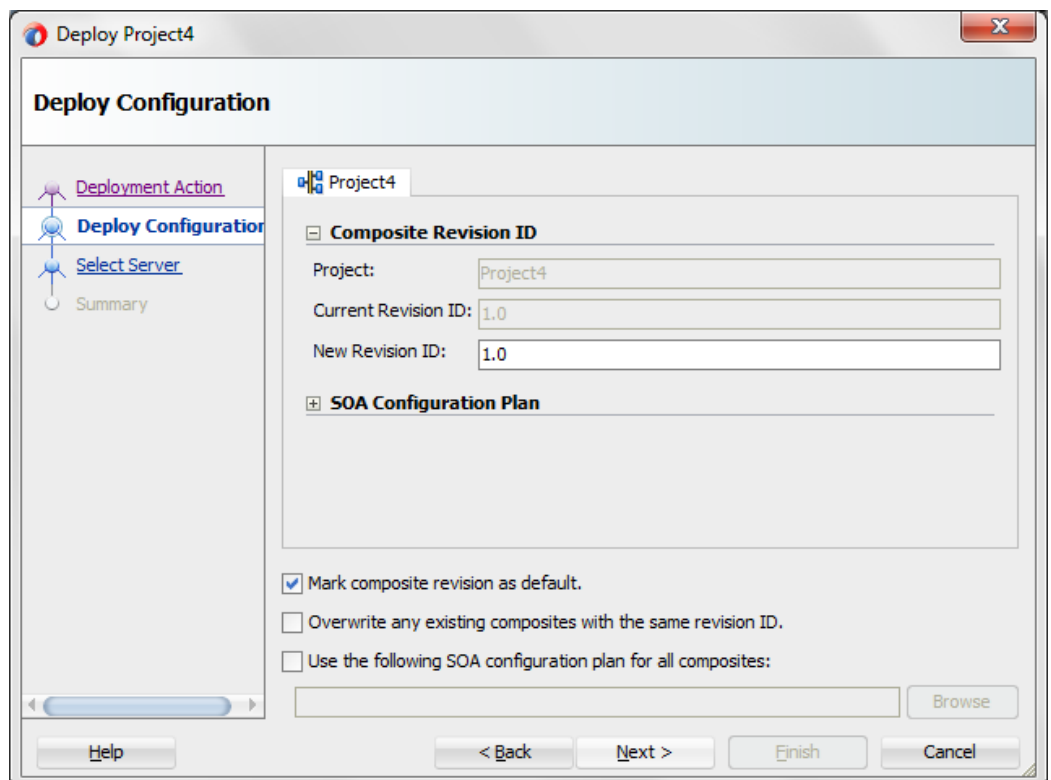 Deploy Project4
Deploy Configuration
Deployment Action
Deploy Configuration
Select Server
Summary
Project4
Composite Revision ID
Project: Project4
Current Revision ID: 1.0
New Revision ID: 1.0
SOA Configuration Plan
Mark composite revision as default.
Overwrite any existing composites with the same revision ID.
Use the following SOA configuration plan for all composites:
Browse
Help < Back Next > Finish Cancel